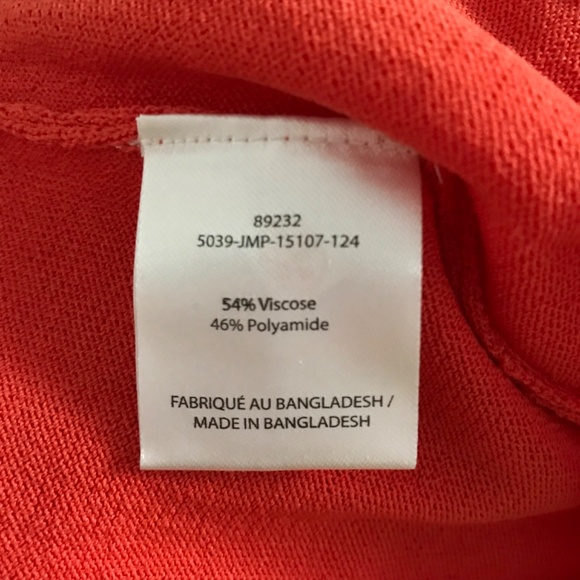 89232
5039-JMP-15107-124
54% Viscose
46% Polyamide
FABRIQUÉ AU BANGLADESH /
MADE IN BANGLADESH